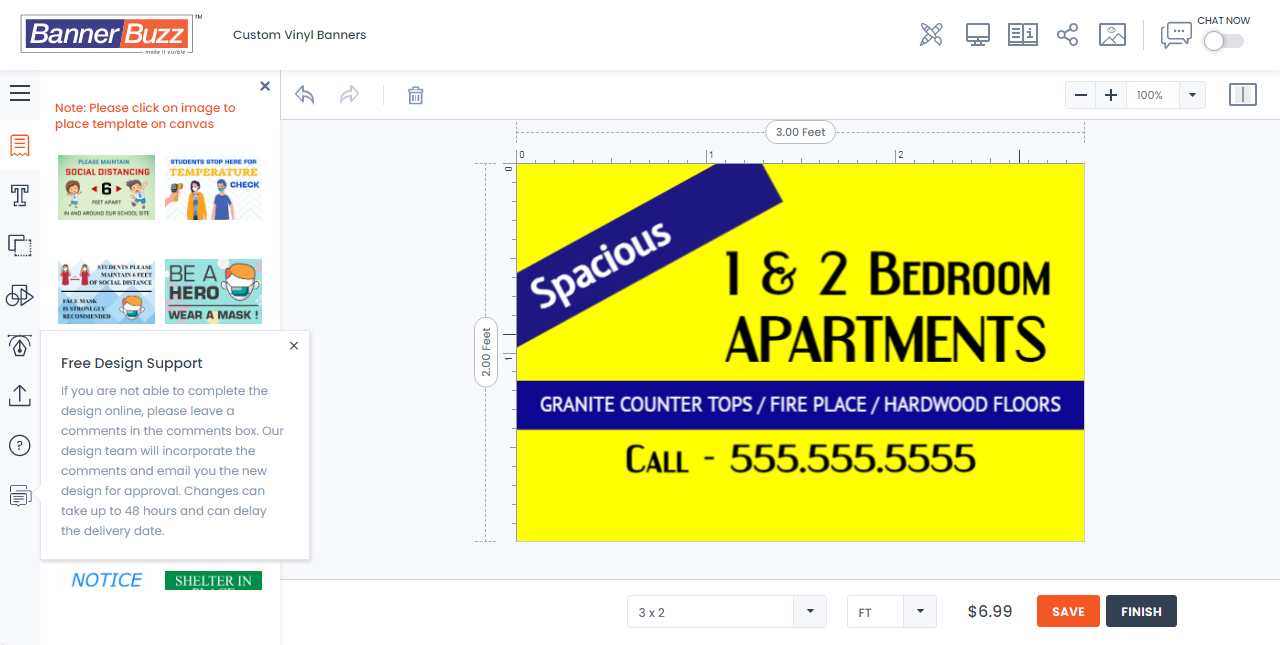 BannerBuzz™
make it visible
Custom Vinyl Banners
CHAT NOW
Note: Please click on image to
place template on canvas
100%
PLEASE MAINTAIN
SOCIAL DISTANCING
6
FEET APART
IN AND AROUND OUR SCHOOL SITE
STUDENTS STOP HERE FOR
TEMPERATURE
CHECK
STUDENTS PLEASE
MAINTAIN 6 FEET
OF SOCIAL DISTANCE
FACE MASK
IS STRONGLEY
RECOMMENDED
BE A
HERO
WEAR A MASK !
Free Design Support
If you are not able to complete the
design online, please leave a
comments in the comments box. Our
design team will incorporate the
comments and email you the new
design for approval. Changes can
take up to 48 hours and can delay
the delivery date.
NOTICE
SHELTER IN
PLACE
3.00 Feet
0
1
2
0
1
2.00 Feet
Spacious
1 & 2 BEDROOM
APARTMENTS
GRANITE COUNTER TOPS / FIRE PLACE / HARDWOOD FLOORS
CALL - 555.555.5555
3 x 2
FT
$6.99
SAVE
FINISH